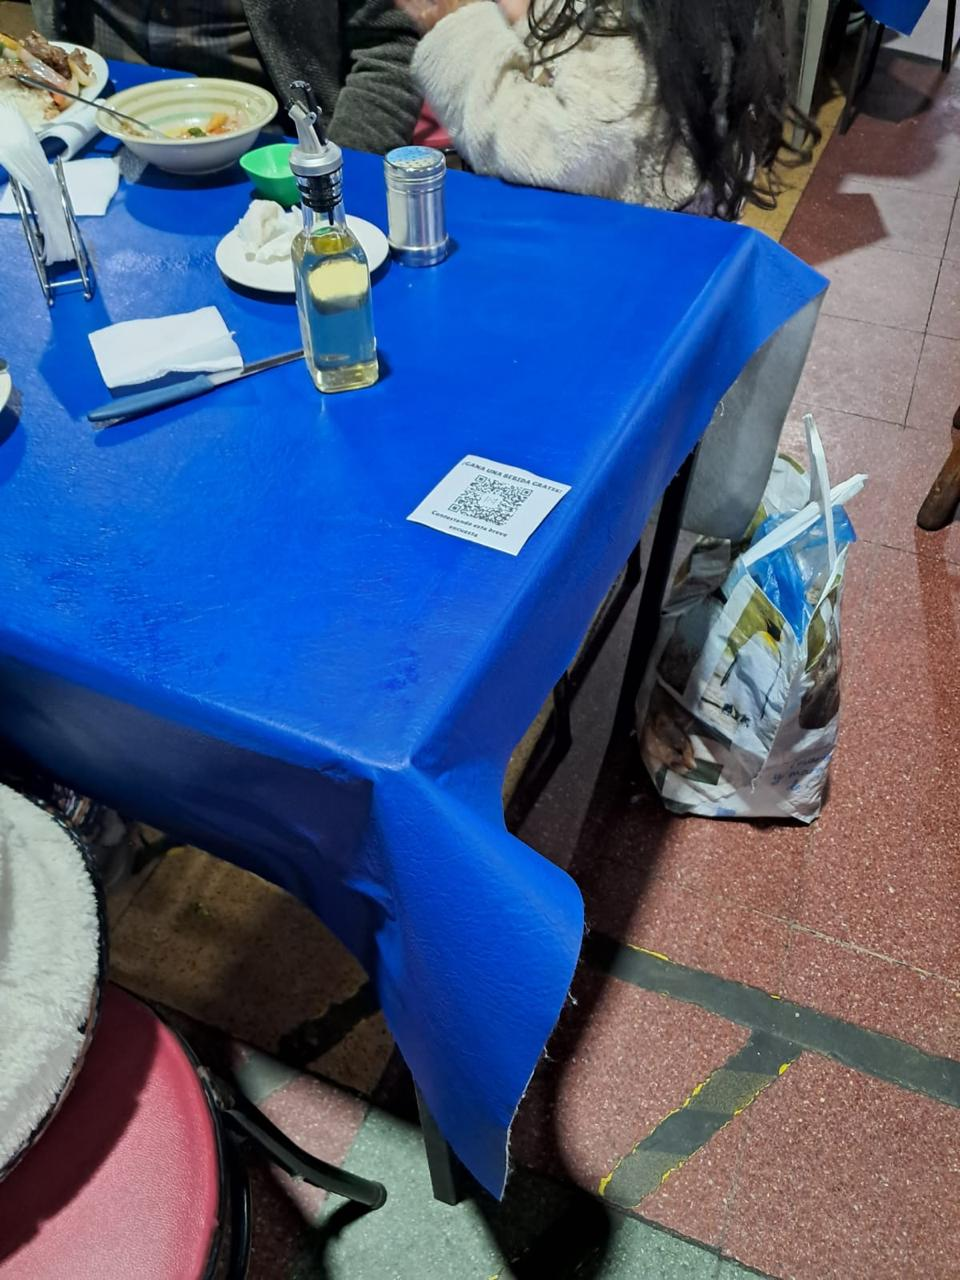 ¡GANA UNA BEBIDA GRATIS!
Contestando esta breve
encuesta